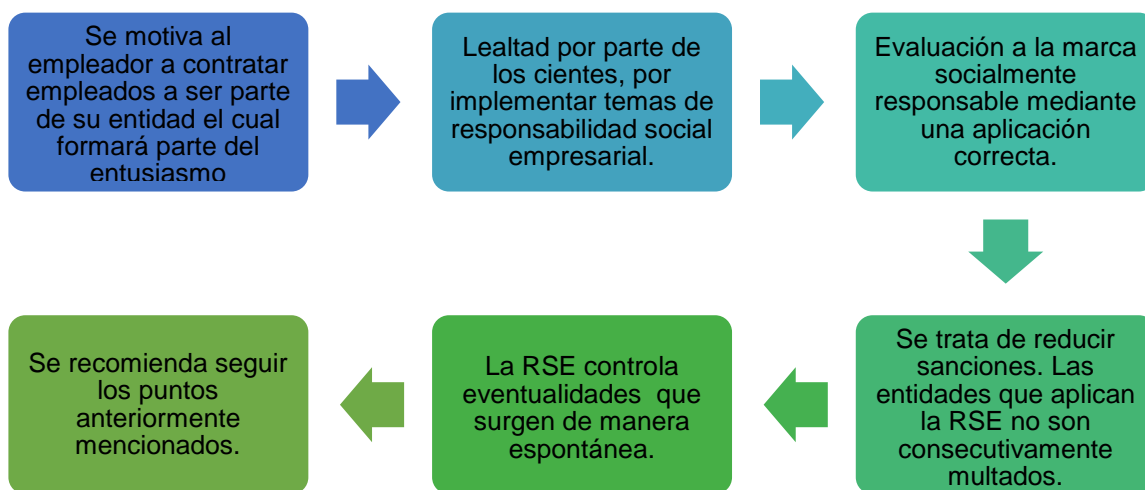 Se motiva al
empleador a contratar
empleados a ser parte
de su entidad el cual
formará parte del
entusiasmo
Lealtad por parte de
los cientes, por
implementar temas de
responsabilidad social
empresarial.
Evaluación a la marca
socialmente
responsable mediante
una aplicación
correcta.
Se trata de reducir
sanciones. Las
entidades que aplican
la RSE no son
consecutivamente
multados.
La RSE controla
eventualidades  que
surgen de manera
espontánea.
Se recomienda seguir
los puntos
anteriormente
mencionados.